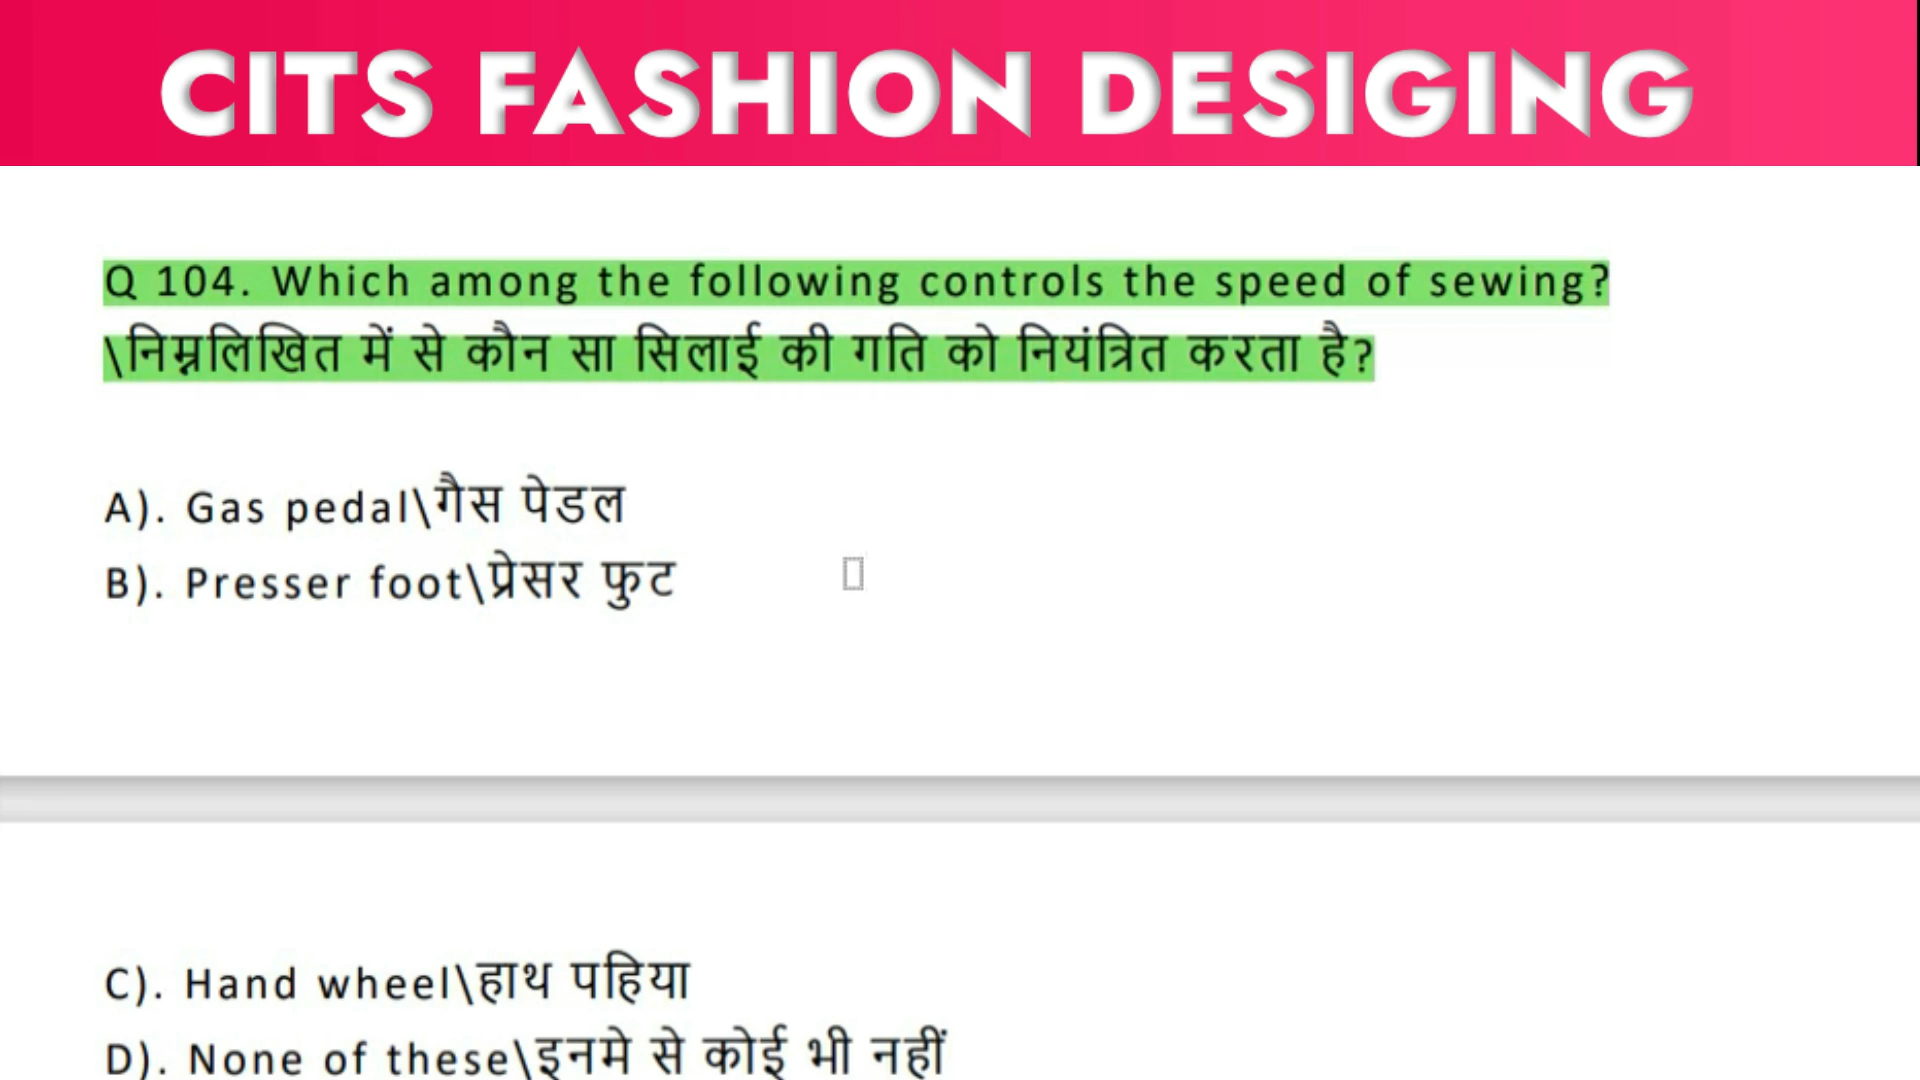 CITS FASHION DESIGING
Q 104. Which among the following controls the speed of sewing?
\निम्नलिखित में से कौन सा सिलाई की गति को नियंत्रित करता है?
A). Gas pedal\गैस पेडल
B). Presser foot\प्रेसर फुट
C). Hand wheel\हाथ पहिया
D). None of these\इनमे से कोई भी नहीं